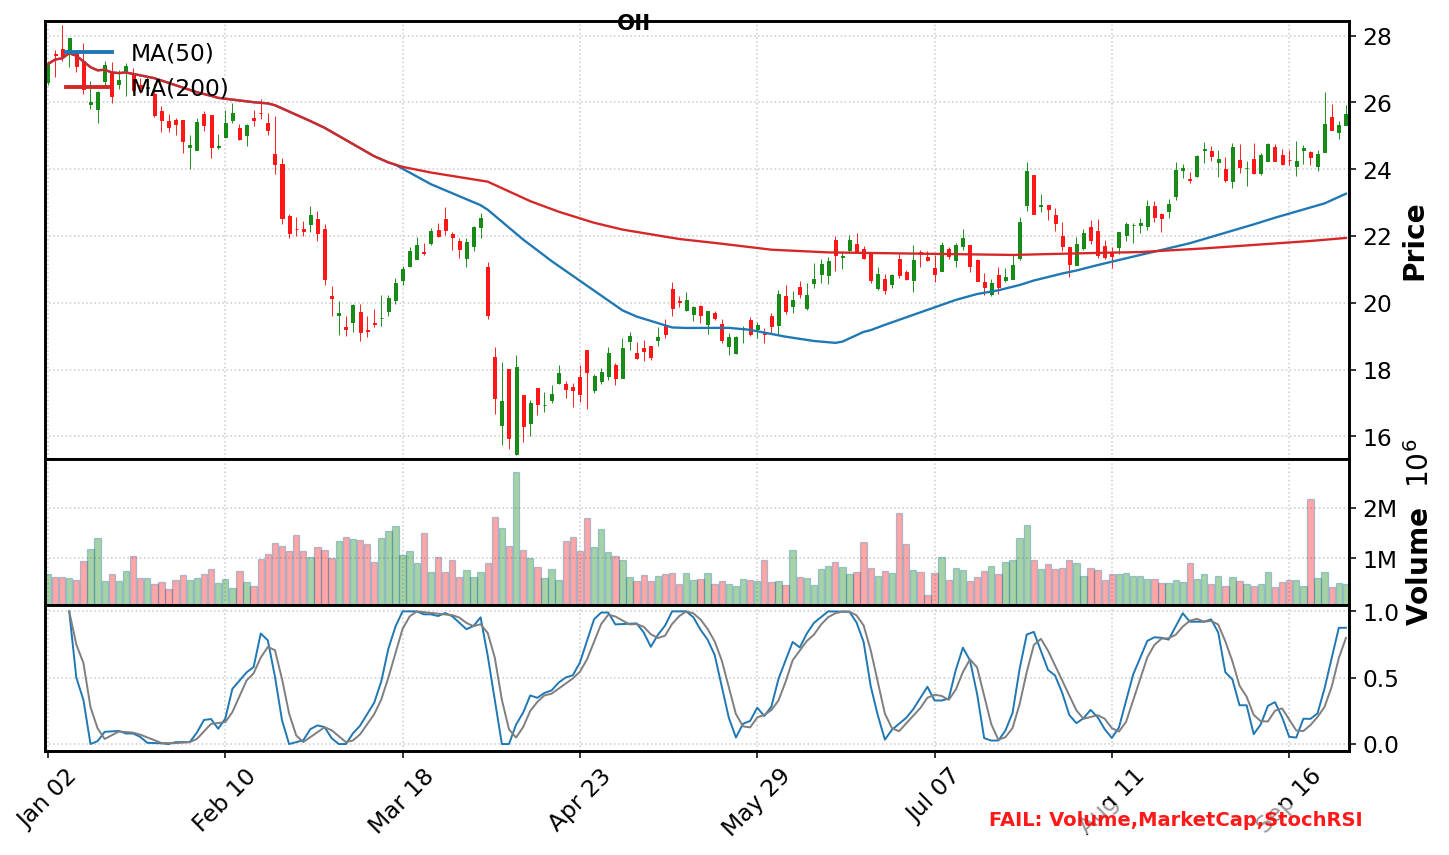 OII
MA(50)
MA(200)
28
26
24
22
20
18
16
Price
10⁶
2M
1M
Volume
1.0
0.5
0.0
Jan 02
Feb 10
Mar 18
Apr 23
May 29
Jul 07
Aug 11
Sep 16
FAIL: Volume,MarketCap,StochRSI